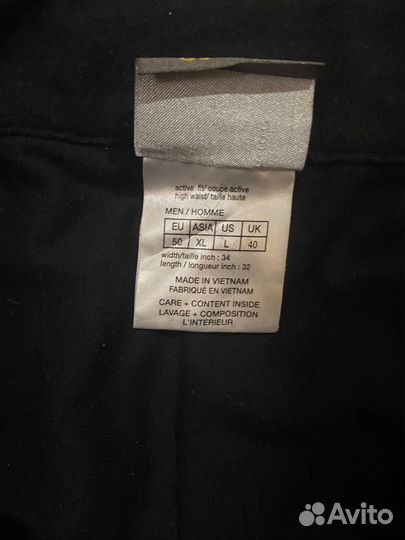 active fit/ coupe active
high waist/ taille haute
MEN / HOMME
EU ASIA US UK
50 XL L 40
width/taille inch : 34
length / longueur inch : 32
MADE IN VIETNAM
FABRIQUÉ EN VIETNAM
CARE + CONTENT INSIDE
LAVAGE + COMPOSITION
L'INTERIEUR
Avito